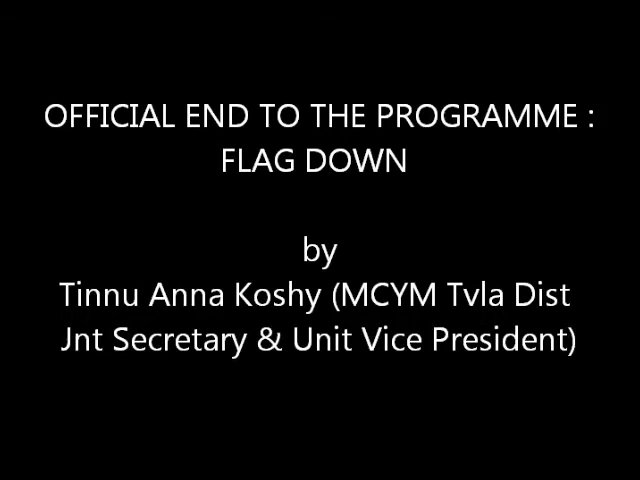 OFFICIAL END TO THE PROGRAMME :
FLAG DOWN
by
Tinnu Anna Koshy (MCYM Tvla Dist
Jnt Secretary & Unit Vice President)